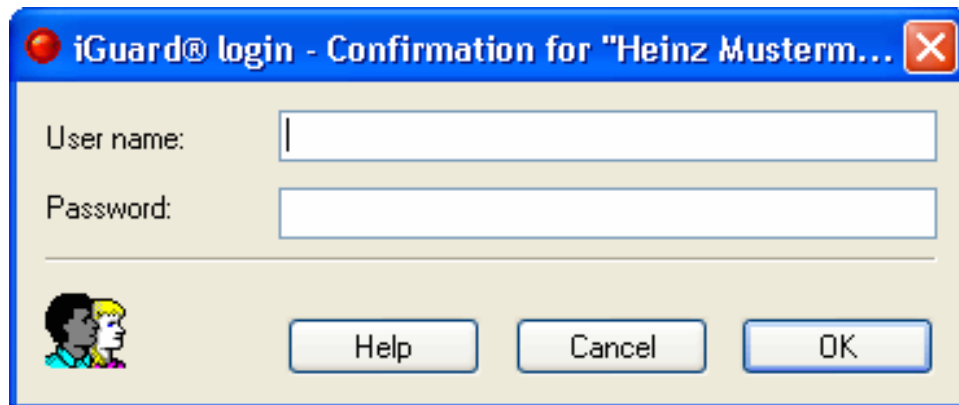 iGuard® login - Confirmation for "Heinz Musterm...
User name:
Password:
Help Cancel OK